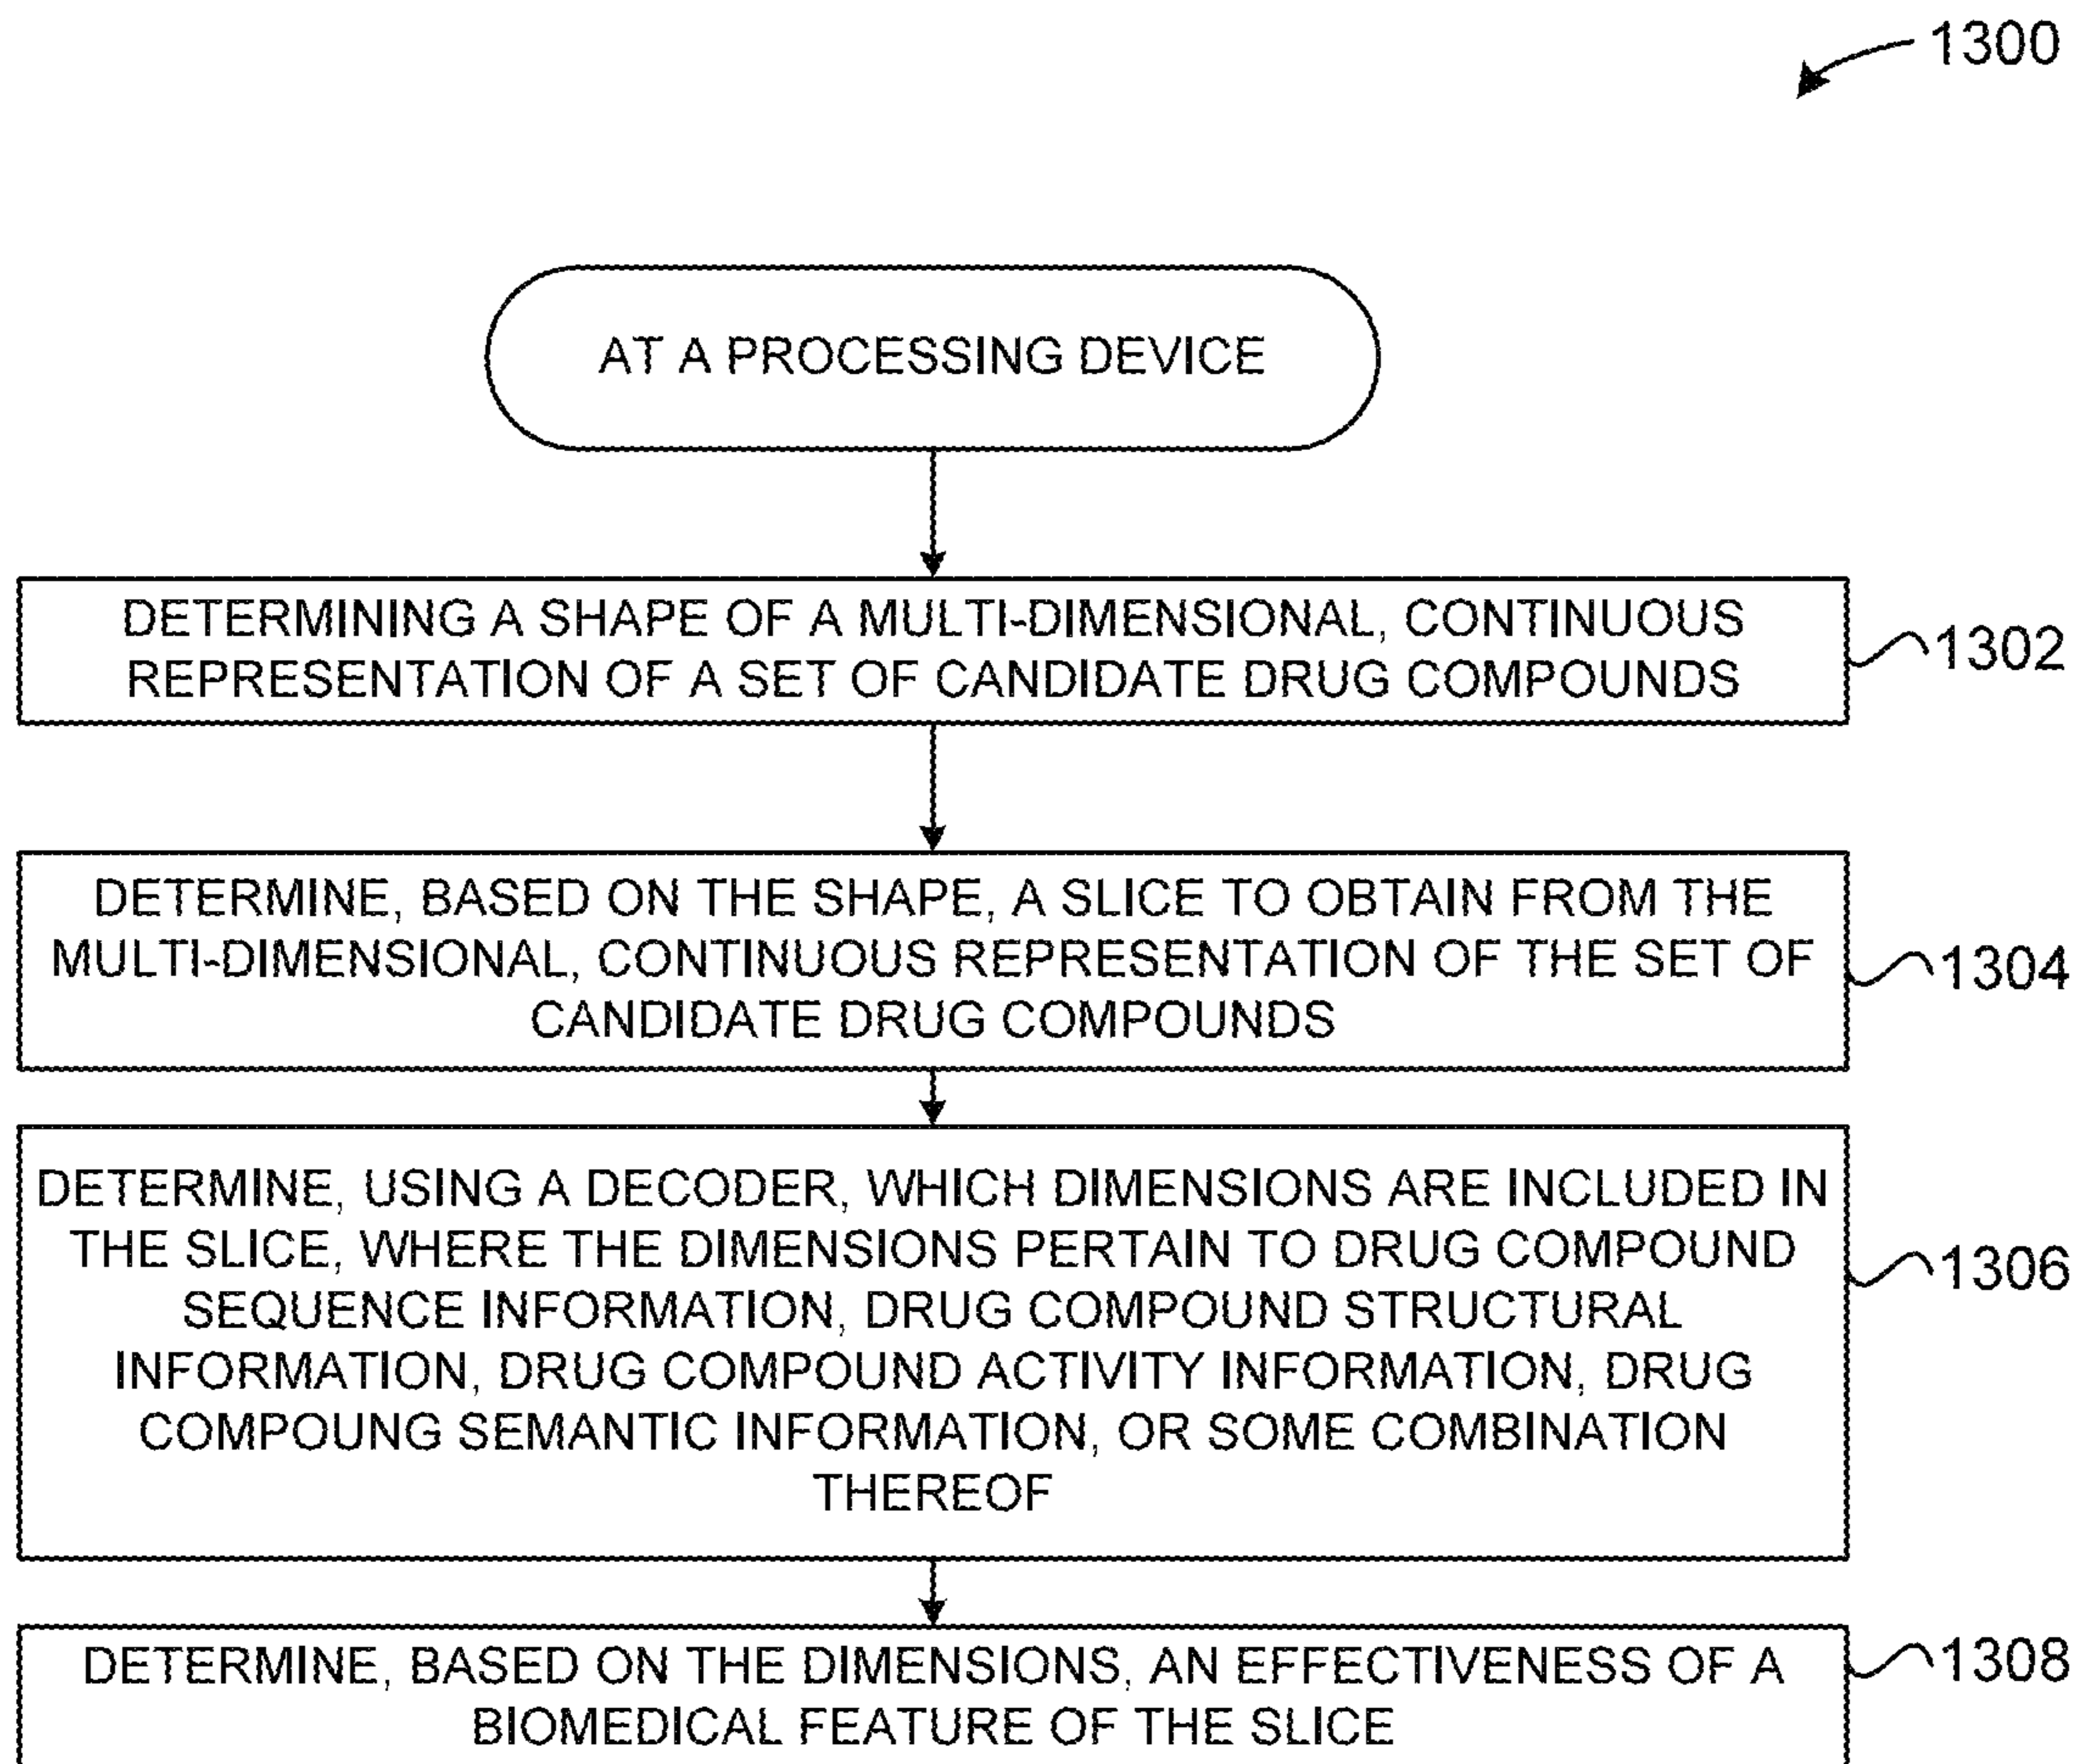 1300
AT A PROCESSING DEVICE
DETERMINING A SHAPE OF A MULTI-DIMENSIONAL, CONTINUOUS
REPRESENTATION OF A SET OF CANDIDATE DRUG COMPOUNDS
1302
DETERMINE, BASED ON THE SHAPE, A SLICE TO OBTAIN FROM THE
MULTI-DIMENSIONAL, CONTINUOUS REPRESENTATION OF THE SET OF
CANDIDATE DRUG COMPOUNDS
1304
DETERMINE, USING A DECODER, WHICH DIMENSIONS ARE INCLUDED IN
THE SLICE, WHERE THE DIMENSIONS PERTAIN TO DRUG COMPOUND
SEQUENCE INFORMATION, DRUG COMPOUND STRUCTURAL
INFORMATION, DRUG COMPOUND ACTIVITY INFORMATION, DRUG
COMPOUNG SEMANTIC INFORMATION, OR SOME COMBINATION
THEREOF
1306
DETERMINE, BASED ON THE DIMENSIONS, AN EFFECTIVENESS OF A
BIOMEDICAL FEATURE OF THE SLICE
1308